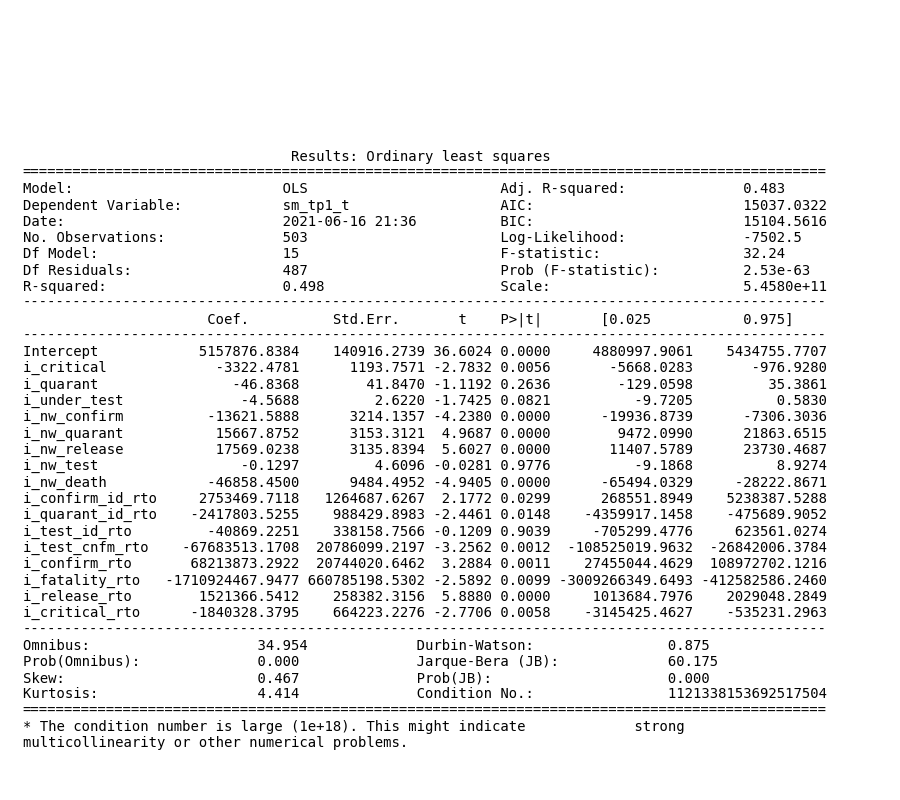 Results: Ordinary least squares
==================================================================================================
Model: OLS Adj. R-squared: 0.483
Dependent Variable: sm_tp1_t AIC: 15037.0322
Date: 2021-06-16 21:36 BIC: 15104.5616
No. Observations: 503 Log-Likelihood: -7502.5
Df Model: 15 F-statistic: 32.24
Df Residuals: 487 Prob (F-statistic): 2.53e-63
R-squared: 0.498 Scale: 5.4580e+11
--------------------------------------------------------------------------------------------------
Coef. Std.Err. t P>|t| [0.025 0.975]
--------------------------------------------------------------------------------------------------
Intercept 5157876.8384 140916.2739 36.6024 0.0000 4880997.9061 5434755.7707
i_critical -3322.4781 1193.7571 -2.7832 0.0056 -5668.0283 -976.9280
i_quarant -46.8368 41.8470 -1.1192 0.2636 -129.0598 35.3861
i_under_test -4.5688 2.6220 -1.7425 0.0821 -9.7205 0.5830
i_nw_confirm -13621.5888 3214.1357 -4.2380 0.0000 -19936.8739 -7306.3036
i_nw_quarant 15667.8752 3153.3121 4.9687 0.0000 9472.0990 21863.6515
i_nw_release 17569.0238 3135.8394 5.6027 0.0000 11407.5789 23730.4687
i_nw_test -0.1297 4.6096 -0.0281 0.9776 -9.1868 8.9274
i_nw_death -46858.4500 9484.4952 -4.9405 0.0000 -65494.0329 -28222.8671
i_confirm_id_rto 2753469.7118 1264687.6267 2.1772 0.0299 268551.8949 5238387.5288
i_quarant_id_rto -2417803.5255 988429.8983 -2.4461 0.0148 -4359917.1458 -475689.9052
i_test_id_rto -40869.2251 338158.7566 -0.1209 0.9039 -705299.4776 623561.0274
i_test_cnfm_rto -67683513.1708 20786099.2197 -3.2562 0.0012 -108525019.9632 -26842006.3784
i_confirm_rto 68213873.2922 20744020.6462 3.2884 0.0011 27455044.4629 108972702.1216
i_fatality_rto -1710924467.9477 660785198.5302 -2.5892 0.0099 -3009266349.6493 -412582586.2460
i_release_rto 1521366.5412 258382.3156 5.8880 0.0000 1013684.7976 2029048.2849
i_critical_rto -1840328.3795 664223.2276 -2.7706 0.0058 -3145425.4627 -535231.2963
--------------------------------------------------------------------------------------------------
Omnibus: 34.954 Durbin-Watson: 0.875
Prob(Omnibus): 0.000 Jarque-Bera (JB): 60.175
Skew: 0.467 Prob(JB): 0.000
Kurtosis: 4.414 Condition No.: 1121338153692517504
==================================================================================================
* The condition number is large (1e+18). This might indicate strong
multicollinearity or other numerical problems.